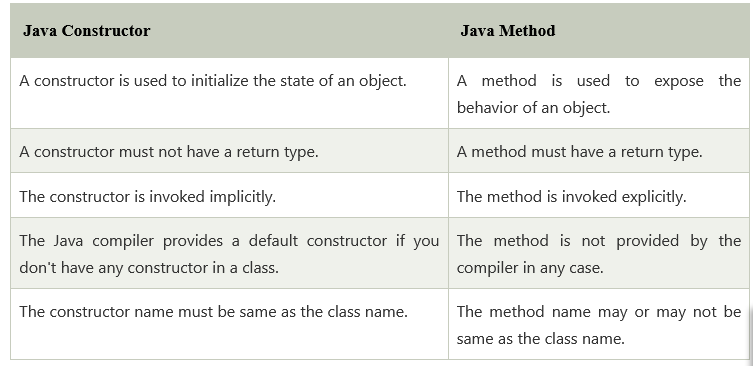 Java Constructor
Java Method
A constructor is used to initialize the state of an object.
A method is used to expose the
behavior of an object.
A constructor must not have a return type.
A method must have a return type.
The constructor is invoked implicitly.
The method is invoked explicitly.
The Java compiler provides a default constructor if you
don't have any constructor in a class.
The method is not provided by the
compiler in any case.
The constructor name must be same as the class name.
The method name may or may not be
same as the class name.